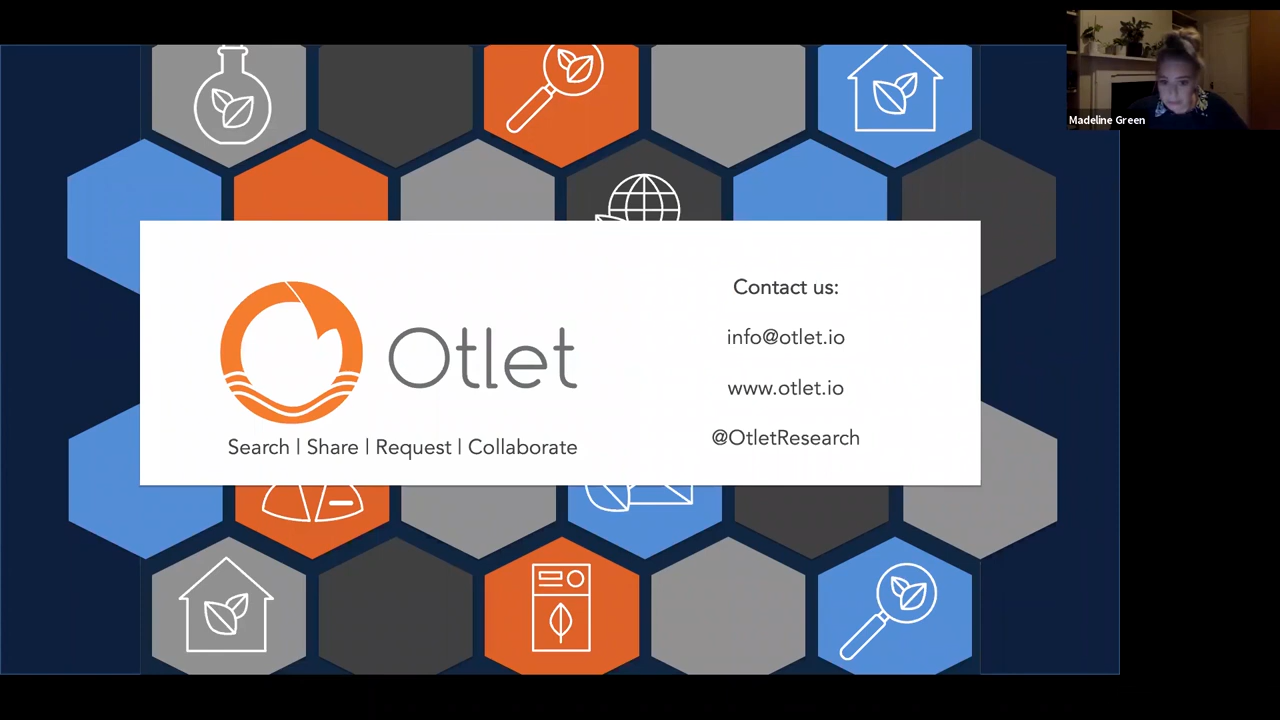 Madeline Green
Otlet
Search | Share | Request | Collaborate
Contact us:
info@otlet.io
www.otlet.io
@OtletResearch